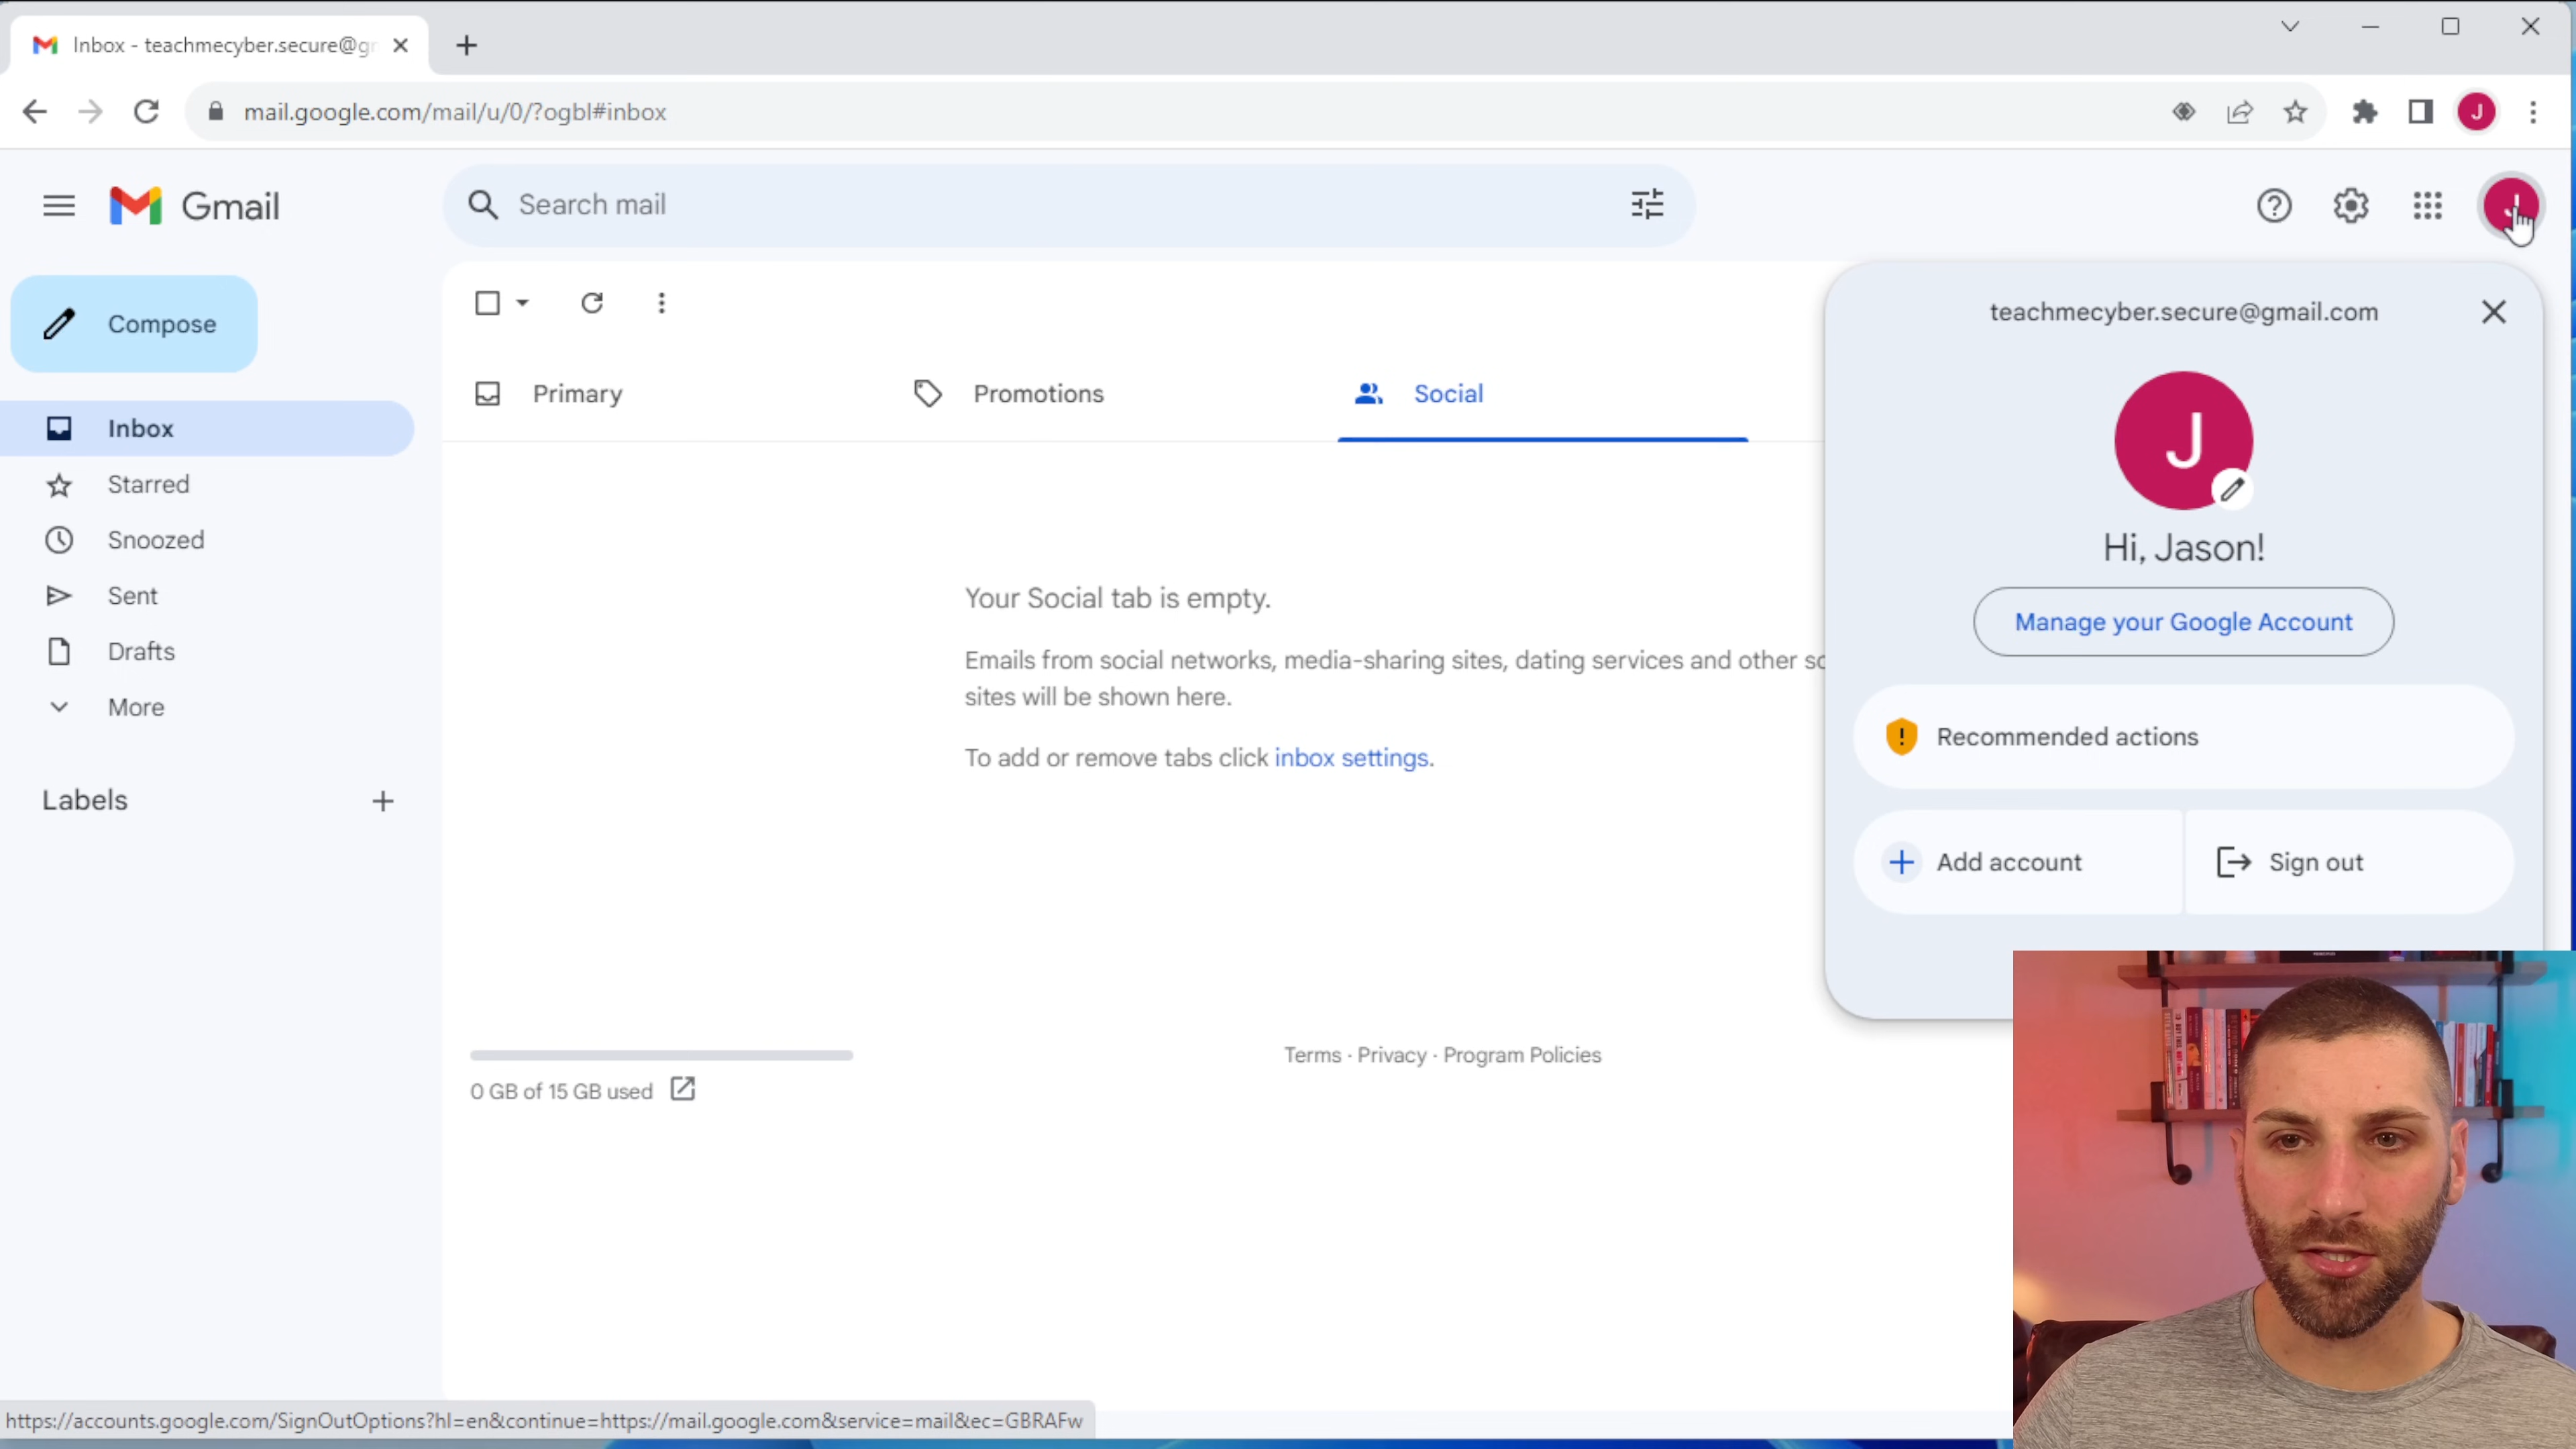 Inbox - teachmecyber.secure@gr
mail.google.com/mail/u/0/?ogbl#inbox
J
Gmail
Search mail
J
Compose
Inbox
Starred
Snoozed
Sent
Drafts
More
Labels
Primary
Promotions
Social
Your Social tab is empty.
Emails from social networks, media-sharing sites, dating services and other so
sites will be shown here.
To add or remove tabs click inbox settings.
0 GB of 15 GB used
Terms · Privacy · Program Policies
teachmecyber.secure@gmail.com
J
Hi, Jason!
Manage your Google Account
Recommended actions
Add account
Sign out
https://accounts.google.com/SignOutOptions?hl=en&continue=https://mail.google.com&service=mail&ec=GBRAFw